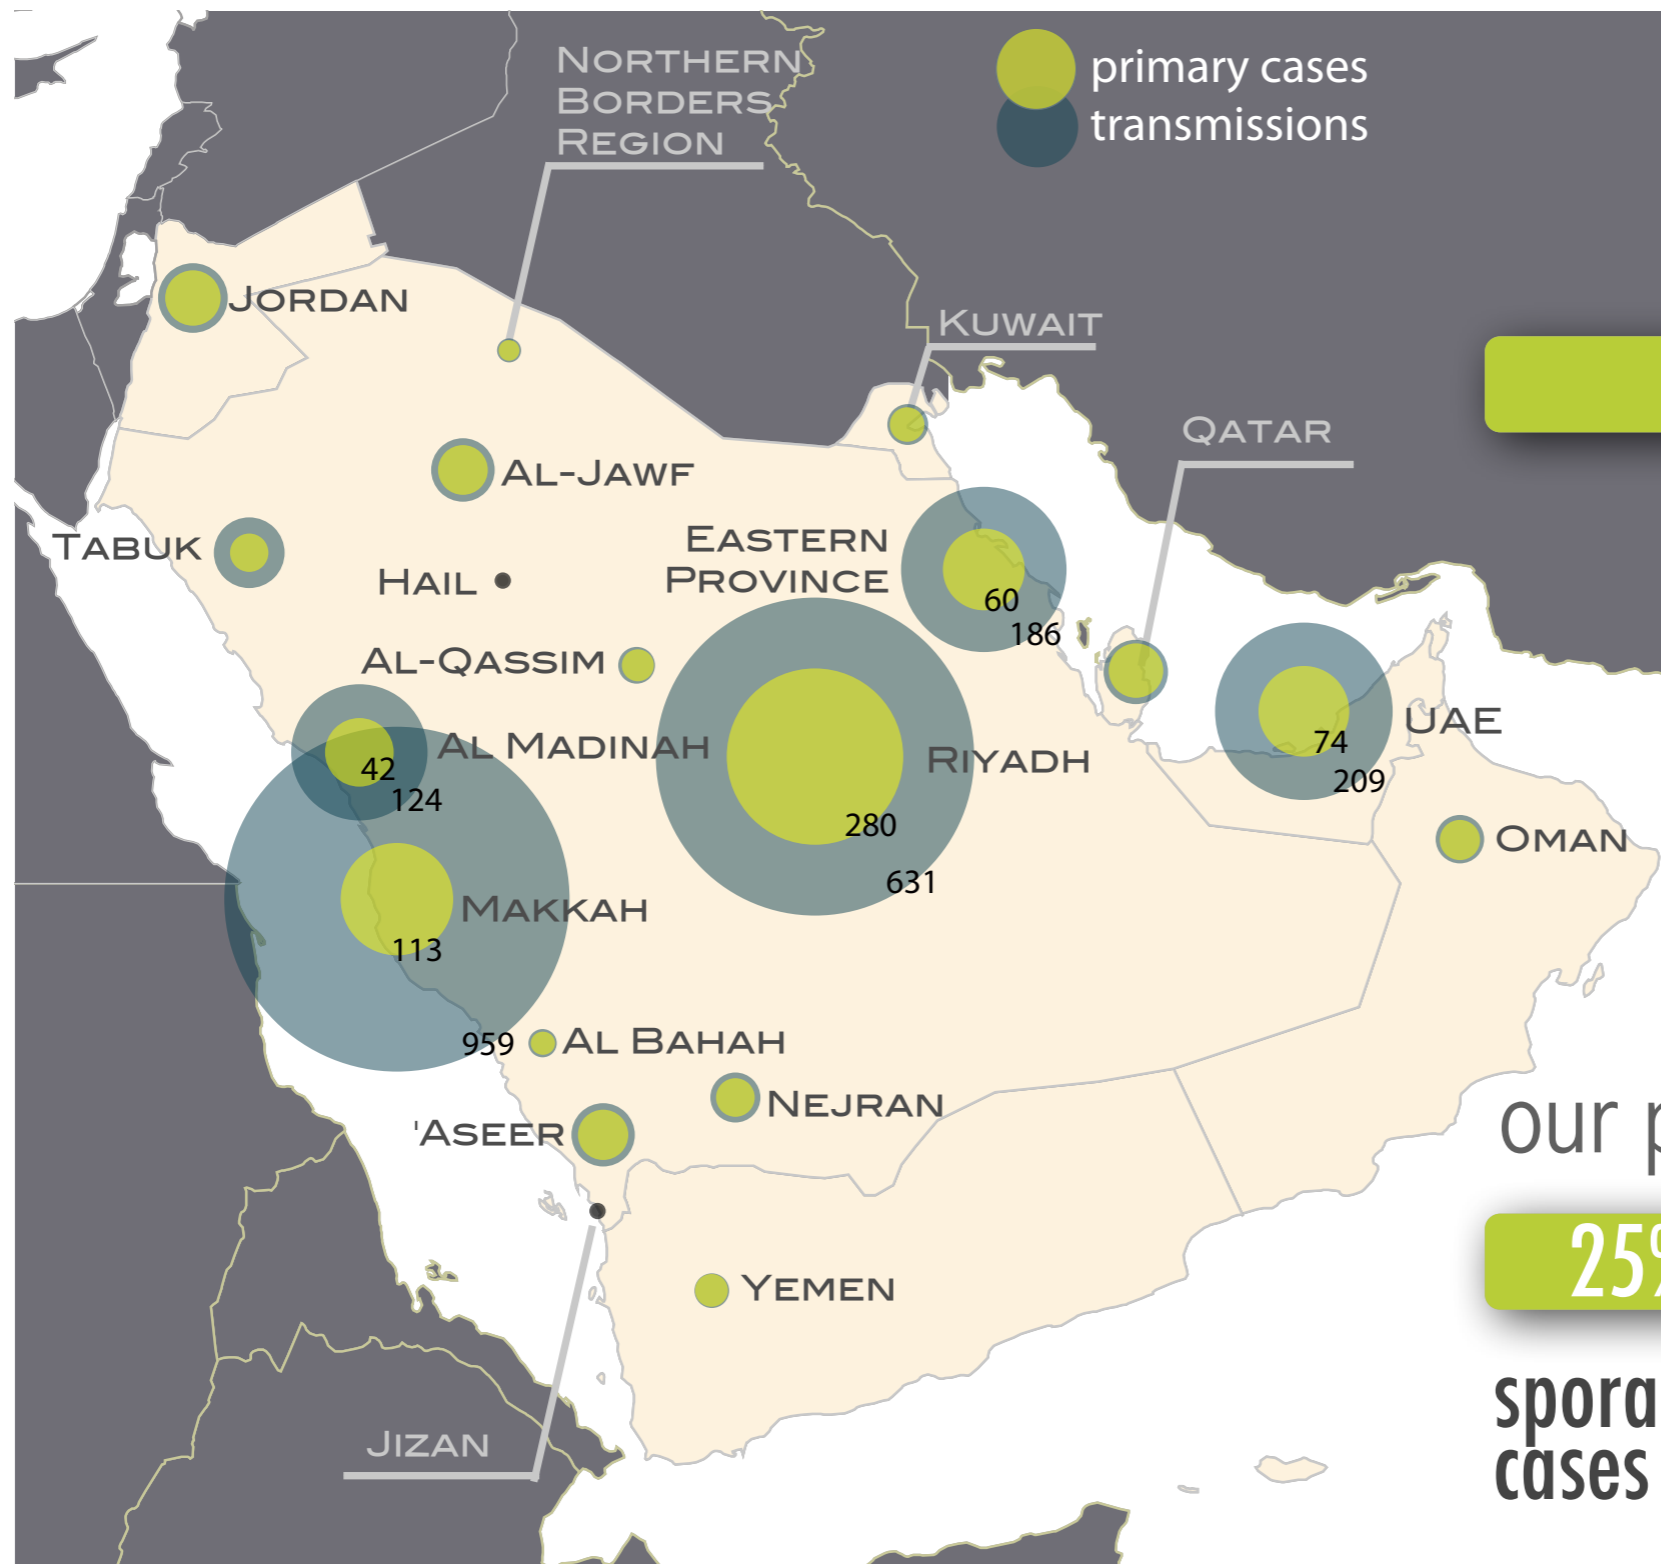 NORTHERN
BORDERS
REGION
primary cases
transmissions
JORDAN
KUWAIT
QATAR
AL-JAWF
TABUK
HAIL
EASTERN
PROVINCE
60
186
AL-QASSIM
AL MADINAH
42
124
RIYADH
280
631
UAE
74
209
OMAN
MAKKAH
113
959
AL BAHAH
NEJRAN
'ASEER
YEMEN
JIZAN
our p
25%
spora
cases